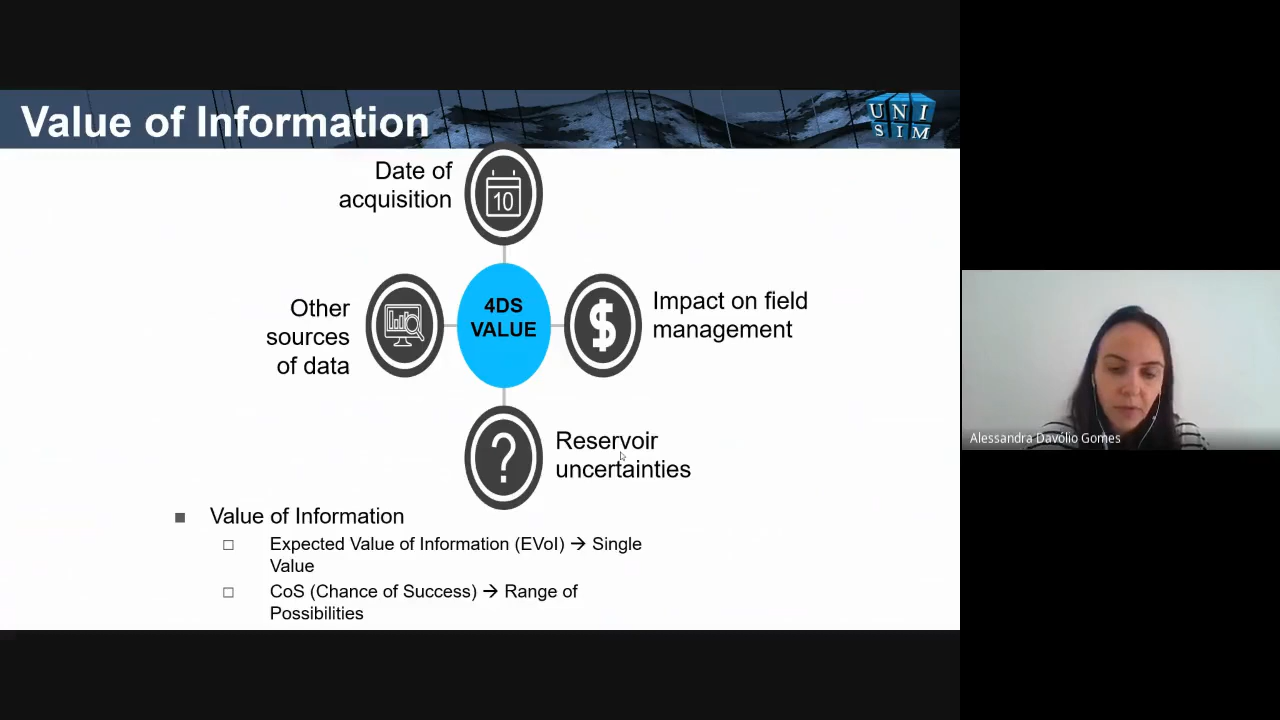 Value of Information
UNI
SIM
Date of
acquisition
10
Other
sources
of data
4DS
VALUE
$
Impact on field
management
?
Reservoir
uncertainties
■ Value of Information
□ Expected Value of Information (EVoI) → Single
Value
□ CoS (Chance of Success) → Range of
Possibilities
Alessandra Davólio Gomes